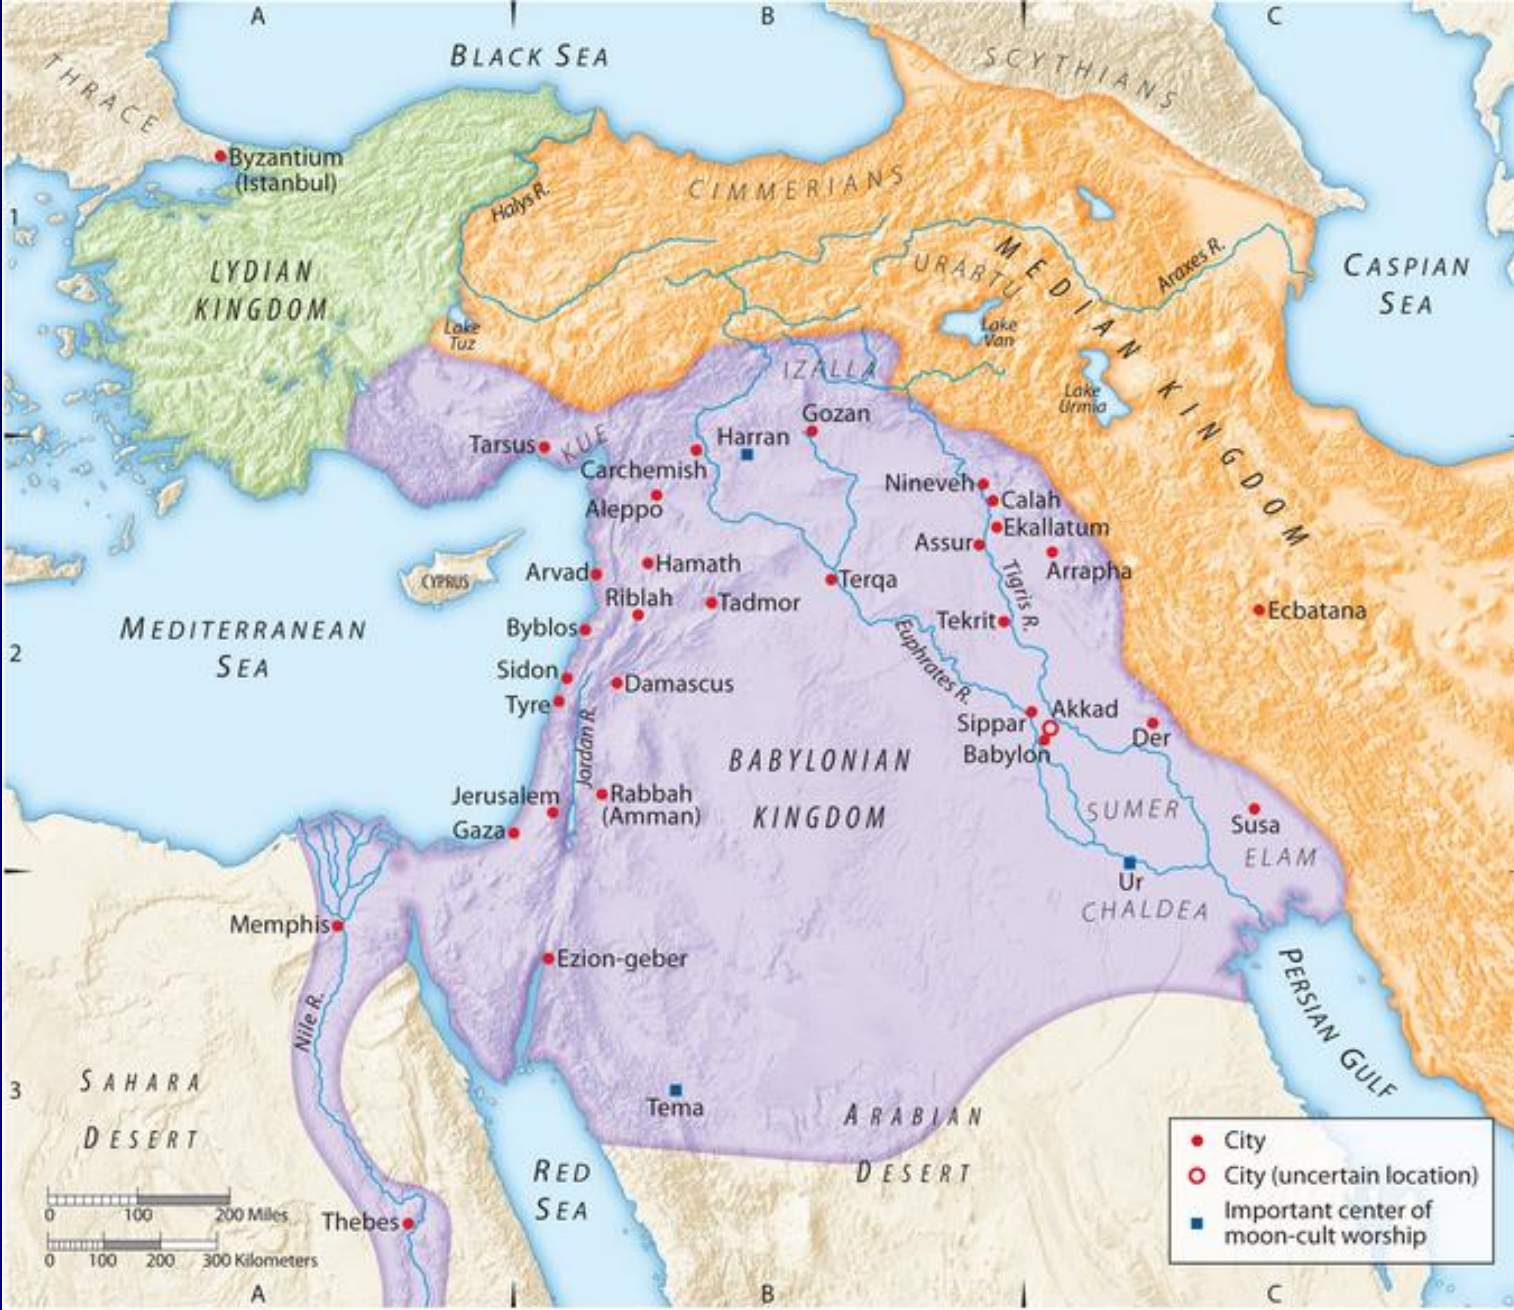 A
B
C
BLACK SEA
SCYTHIANS
THRACE
Byzantium
(Istanbul)
CIMMERIANS
1
Halys R.
LYDIAN
KINGDOM
URARTU
MEDIAN KINGDOM
Araxes R.
CASPIAN
SEA
Lake
Tuz
Lake
Van
Lake
Urmia
IZALLA
Gozan
Harran
Tarsus
KUE
Carchemish
Aleppo
Nineveh
Calah
Ekallatum
Assur
Arrapha
CYPRUS
Arvad
Hamath
Riblah
Tadmor
Terqa
Tigris R.
Ecbatana
Byblos
Tekrit
MEDITERRANEAN
SEA
2
Euphrates R.
Sidon
Tyre
Damascus
Jordan R.
Sippar
Akkad
Babylon
Der
BABYLONIAN
KINGDOM
Jerusalem
Gaza
Rabbah
(Amman)
SUMER
Susa
ELAM
Ur
CHALDEA
Memphis
Ezion-geber
PERSIAN GULF
Nile R.
SAHARA
DESERT
3
Tema
ARABIAN
DESERT
RED
SEA
Thebes
0 100 200 Miles
0 100 200 300 Kilometers
City
City (uncertain location)
Important center of
moon-cult worship
A
B
C